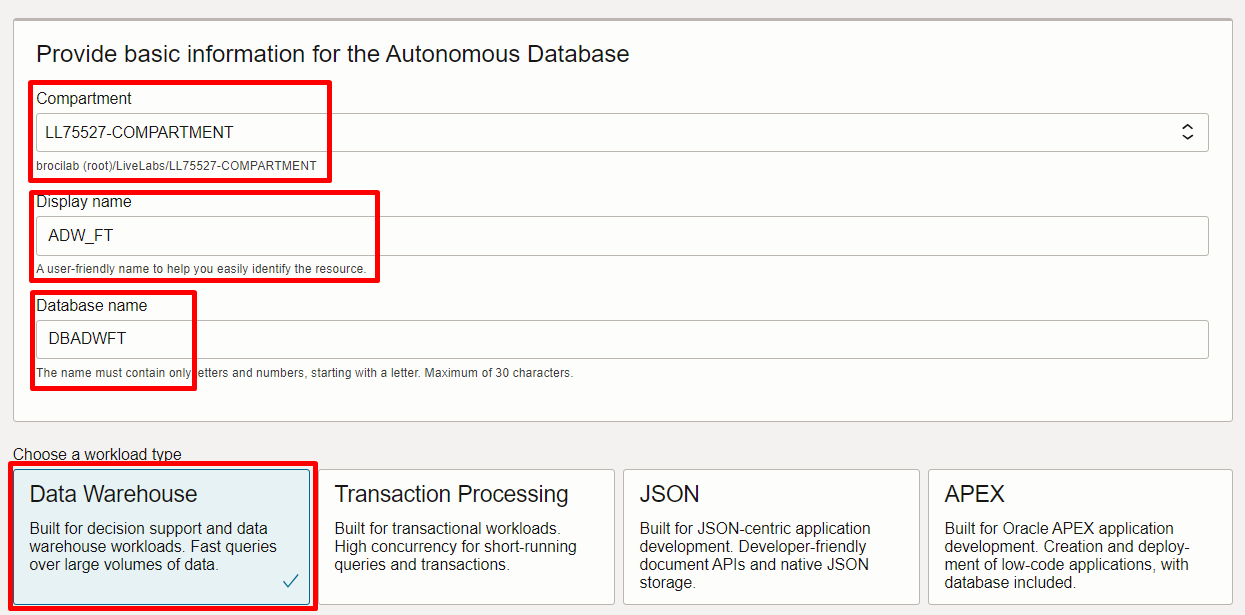 Provide basic information for the Autonomous Database
Compartment
LL75527-COMPARTMENT
brocilab (root)/LiveLabs/LL75527-COMPARTMENT
Display name
ADW_FT
A user-friendly name to help you easily identify the resource.
Database name
DBADWFT
The name must contain only letters and numbers, starting with a letter. Maximum of 30 characters.
Choose a workload type
Data Warehouse
Built for decision support and data
warehouse workloads. Fast queries
over large volumes of data.
Transaction Processing
Built for transactional workloads.
High concurrency for short-running
queries and transactions.
JSON
Built for JSON-centric application
development. Developer-friendly
document APIs and native JSON
storage.
APEX
Built for Oracle APEX application
development. Creation and deploy-
ment of low-code applications, with
database included.